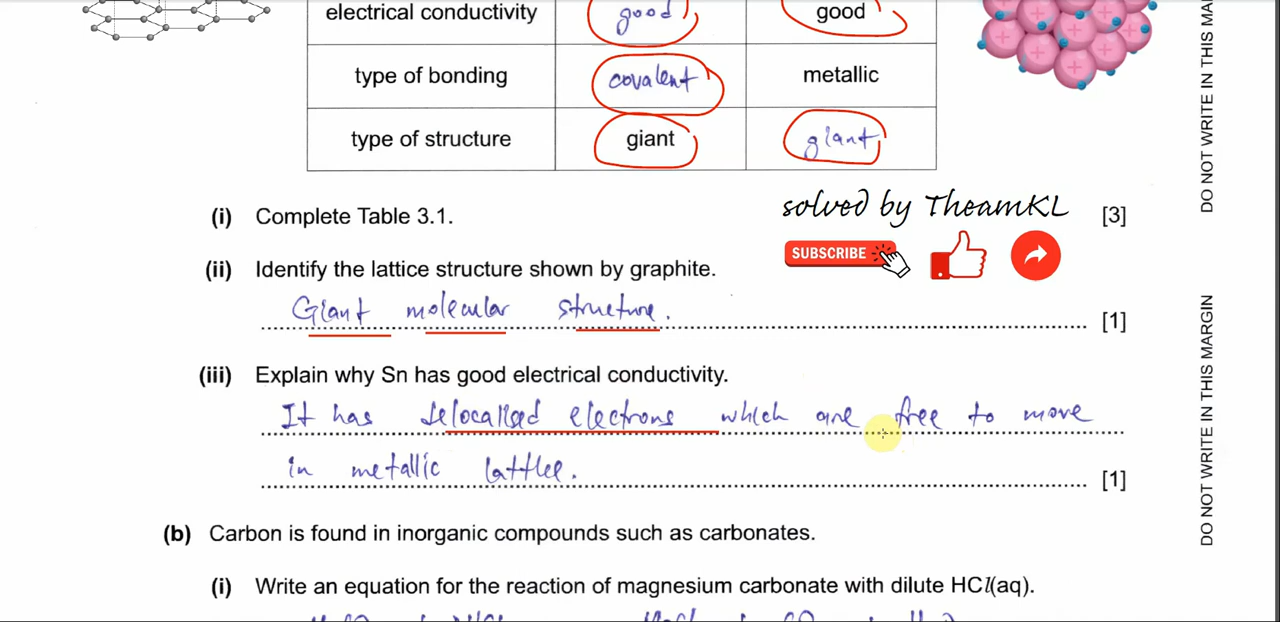 electrical conductivity good good
type of bonding covalent metallic
type of structure giant giant
(i) Complete Table 3.1. [3]
solved by TheamKL
SUBSCRIBE
(ii) Identify the lattice structure shown by graphite.
Giant molecular structure. [1]
(iii) Explain why Sn has good electrical conductivity.
It has delocalised electrons which are free to move
in metallic lattice. [1]
(b) Carbon is found in inorganic compounds such as carbonates.
(i) Write an equation for the reaction of magnesium carbonate with dilute HCl(aq).
DO NOT WRITE IN THIS MA
DO NOT WRITE IN THIS MARGIN